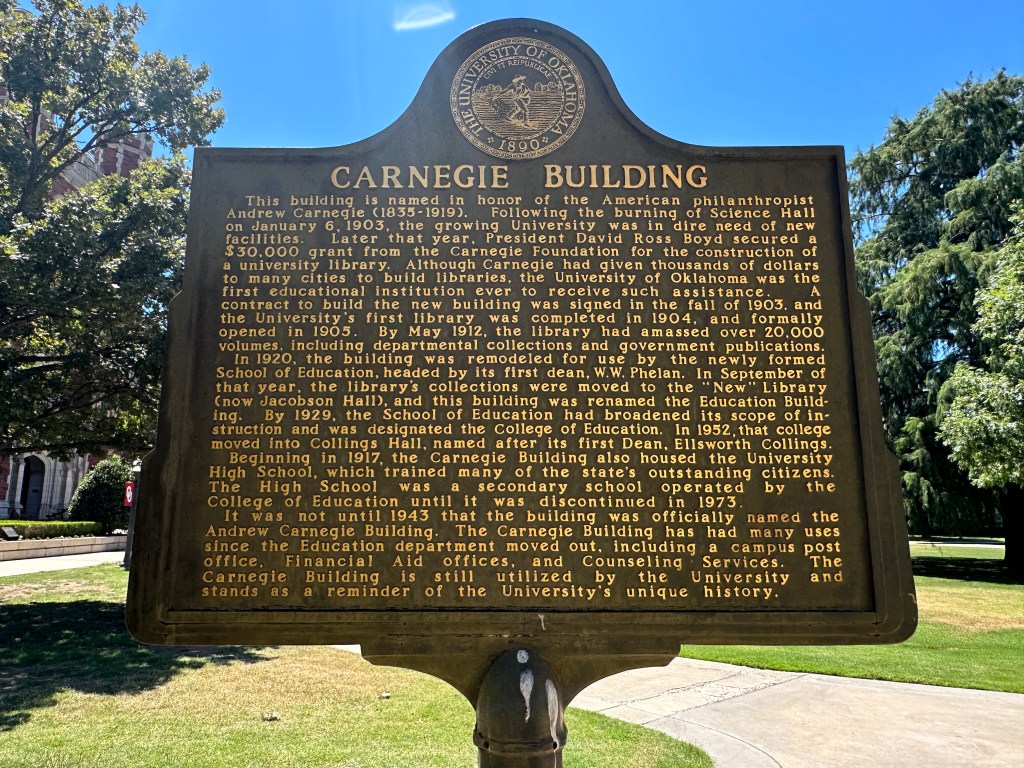 THE UNIVERSITY OF OKLAHOMA
CIVI ET REIPUBLICAE
1890
CARNEGIE BUILDING
This building is named in honor of the American philanthropist
Andrew Carnegie (1835-1919). Following the burning of Science Hall
on January 6, 1903, the growing University was in dire need of new
facilities. Later that year, President David Ross Boyd secured a
$30,000 grant from the Carnegie Foundation for the construction of
a university library. Although Carnegie had given thousands of dollars
to many cities to build libraries, the University of Oklahoma was the
first educational institution ever to receive such assistance. A
contract to build the new building was signed in the fall of 1903, and
the University's first library was completed in 1904, and formally
opened in 1905. By May 1912, the library had amassed over 20,000
volumes, including departmental collections and government publications.
In 1920, the building was remodeled for use by the newly formed
School of Education, headed by its first dean, W.W. Phelan. In September of
that year, the library's collections were moved to the "New" Library
(now Jacobson Hall), and this building was renamed the Education Build-
ing. By 1929, the School of Education had broadened its scope of in-
struction and was designated the College of Education. In 1952, that college
moved into Collings Hall, named after its first Dean, Ellsworth Collings.
Beginning in 1917, the Carnegie Building also housed the University
High School, which trained many of the state's outstanding citizens.
The High School was a secondary school operated by the
College of Education until it was discontinued in 1973.
It was not until 1943 that the building was officially named the
Andrew Carnegie Building. The Carnegie Building has had many uses
since the Education department moved out, including a campus post
office, Financial Aid offices, and Counseling Services. The
Carnegie Building is still utilized by the University and
stands as a reminder of the University's unique history.